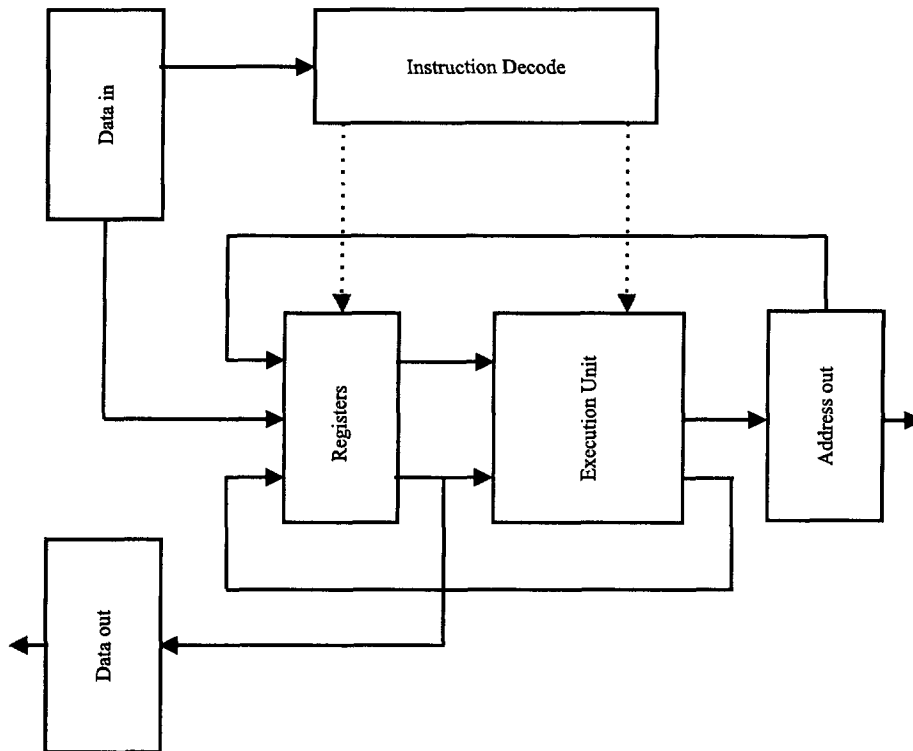 Data in
Instruction Decode
Registers
Execution Unit
Address out
Data out